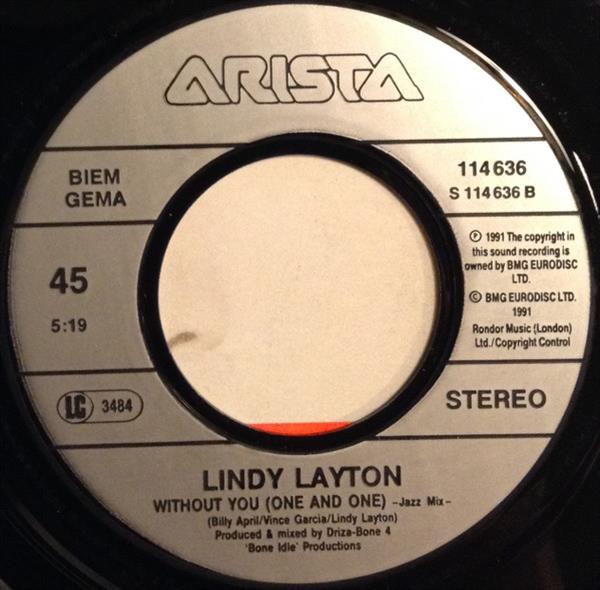 ARISTA
BIEM
GEMA
114 636
S 114 636 B
45
5:19
℗ 1991 The copyright in
this sound recording is
owned by BMG EURODISC
LTD.
© BMG EURODISC LTD.
1991
Rondor Music (London)
Ltd./Copyright Control
LC 3484
STEREO
LINDY LAYTON
WITHOUT YOU (ONE AND ONE) -Jazz Mix-
(Billy April/Vince Garcia/Lindy Layton)
Produced & mixed by Driza-Bone 4
'Bone Idle' Productions